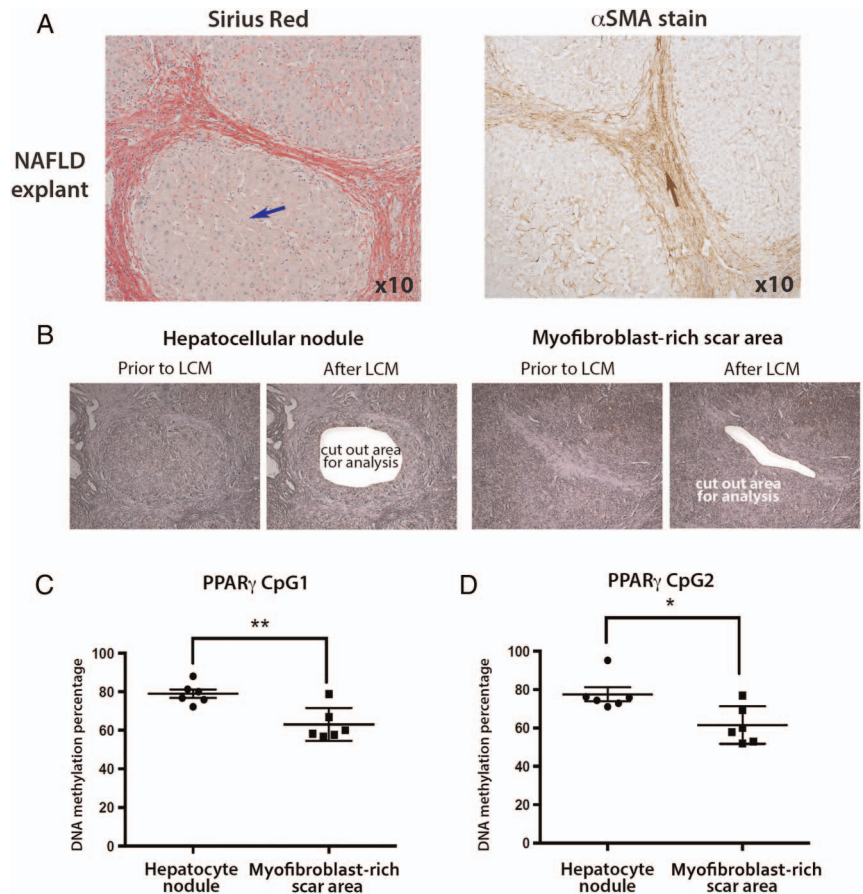 A
Sirius Red
αSMA stain
NAFLD
explant
x10
x10
B
Hepatocellular nodule
Myofibroblast-rich scar area
Prior to LCM
After LCM
Prior to LCM
After LCM
cut out area
for analysis
cut out area
for analysis
C
PPARγ CpG1
**
DNA methylation percentage
100
80
60
40
20
0
Hepatocyte
nodule
Myofibroblast-rich
scar area
D
PPARγ CpG2
*
DNA methylation percentage
100
80
60
40
20
0
Hepatocyte
nodule
Myofibroblast-rich
scar area